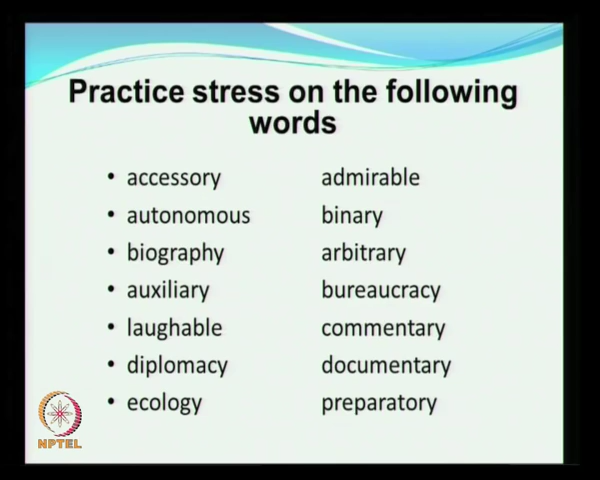 Practice stress on the following
words
• accessory admirable
• autonomous binary
• biography arbitrary
• auxiliary bureaucracy
• laughable commentary
• diplomacy documentary
• ecology preparatory
NPTEL